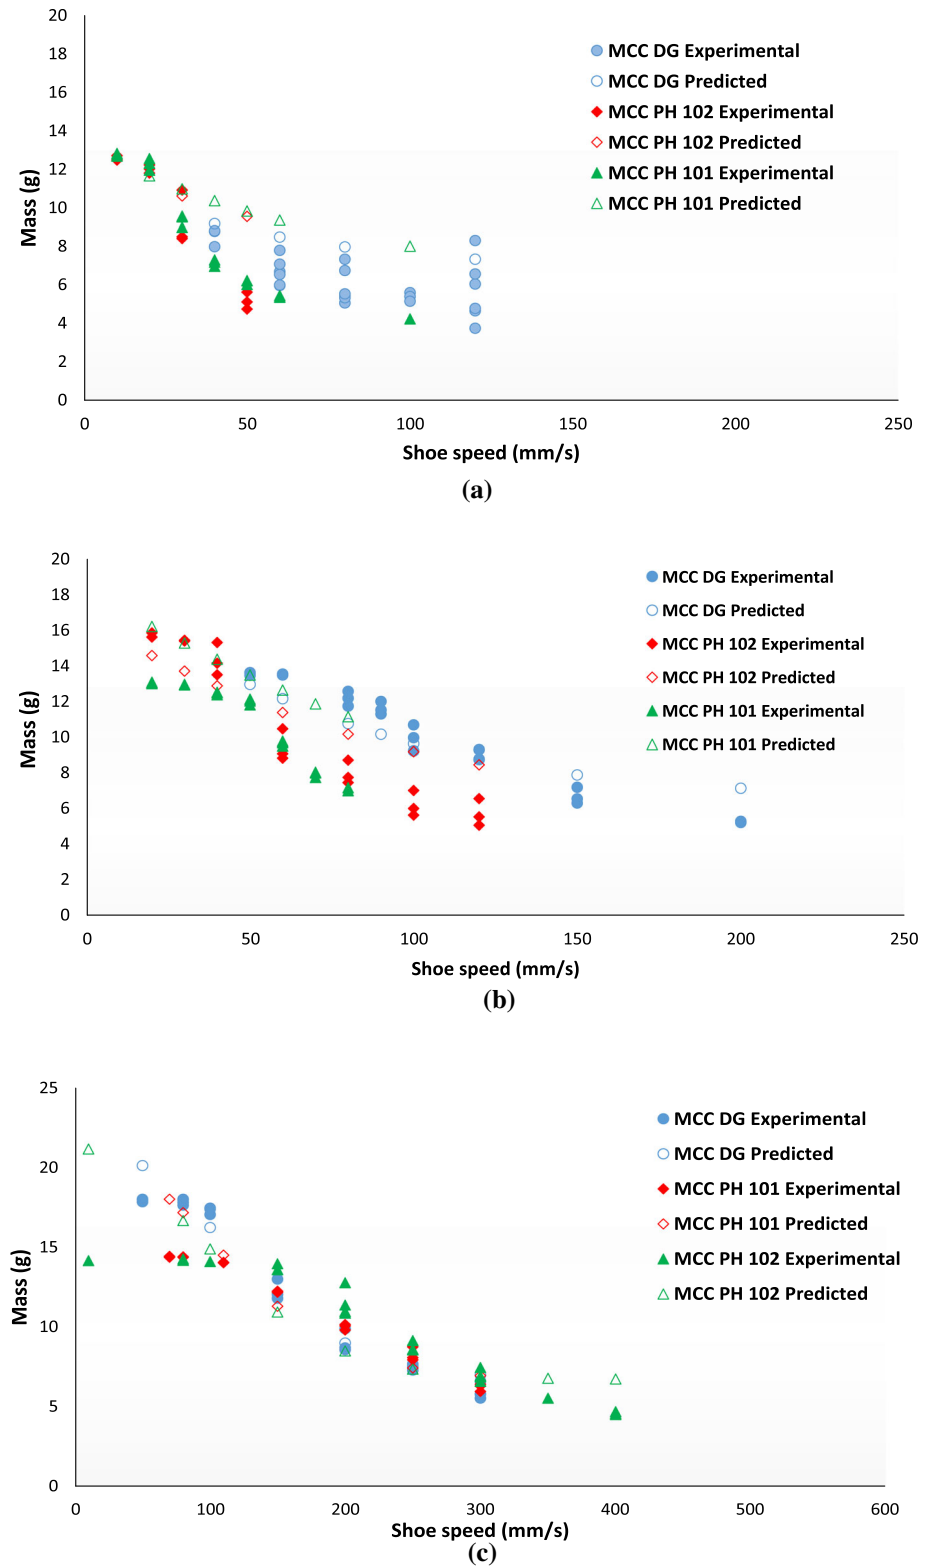 20
18
16
14
12
10
8
6
4
2
0
Mass (g)
MCC DG Experimental
MCC DG Predicted
MCC PH 102 Experimental
MCC PH 102 Predicted
MCC PH 101 Experimental
MCC PH 101 Predicted
0 50 100 150 200 250
Shoe speed (mm/s)
(a)
20
18
16
14
12
10
8
6
4
2
0
Mass (g)
MCC DG Experimental
MCC DG Predicted
MCC PH 102 Experimental
MCC PH 102 Predicted
MCC PH 101 Experimental
MCC PH 101 Predicted
0 50 100 150 200 250
Shoe speed (mm/s)
(b)
25
20
15
10
5
0
Mass (g)
MCC DG Experimental
MCC DG Predicted
MCC PH 101 Experimental
MCC PH 101 Predicted
MCC PH 102 Experimental
MCC PH 102 Predicted
0 100 200 300 400 500 600
Shoe speed (mm/s)
(c)